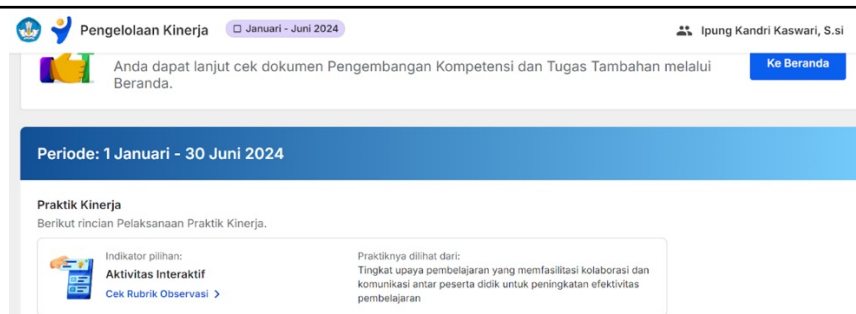 Pengelolaan Kinerja
Januari - Juni 2024
Ipung Kandri Kaswari, S.si
Anda dapat lanjut cek dokumen Pengembangan Kompetensi dan Tugas Tambahan melalui
Beranda.
Ke Beranda
Periode: 1 Januari - 30 Juni 2024
Praktik Kinerja
Berikut rincian Pelaksanaan Praktik Kinerja.
Indikator pilihan:
Aktivitas Interaktif
Cek Rubrik Observasi
Praktiknya dilihat dari:
Tingkat upaya pembelajaran yang memfasilitasi kolaborasi dan
komunikasi antar peserta didik untuk peningkatan efektivitas
pembelajaran